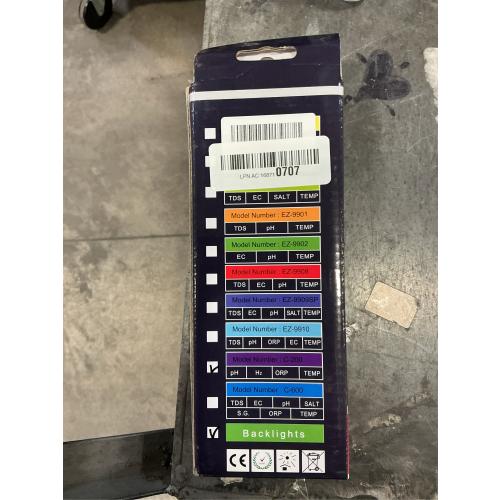 LPN AC 16871 0707
TDS EC SALT TEMP
Model Number : EZ-9901
TDS pH TEMP
Model Number : EZ-9902
EC pH TEMP
Model Number : EZ-9908
TDS EC pH TEMP
Model Number : EZ-9909SP
TDS EC pH SALT TEMP
Model Number : EZ-9910
TDS pH ORP EC TEMP
Model Number : C-200
pH Hz ORP TEMP
Model Number : C-600
TDS EC pH SALT
S.G. ORP TEMP
Backlights
CE